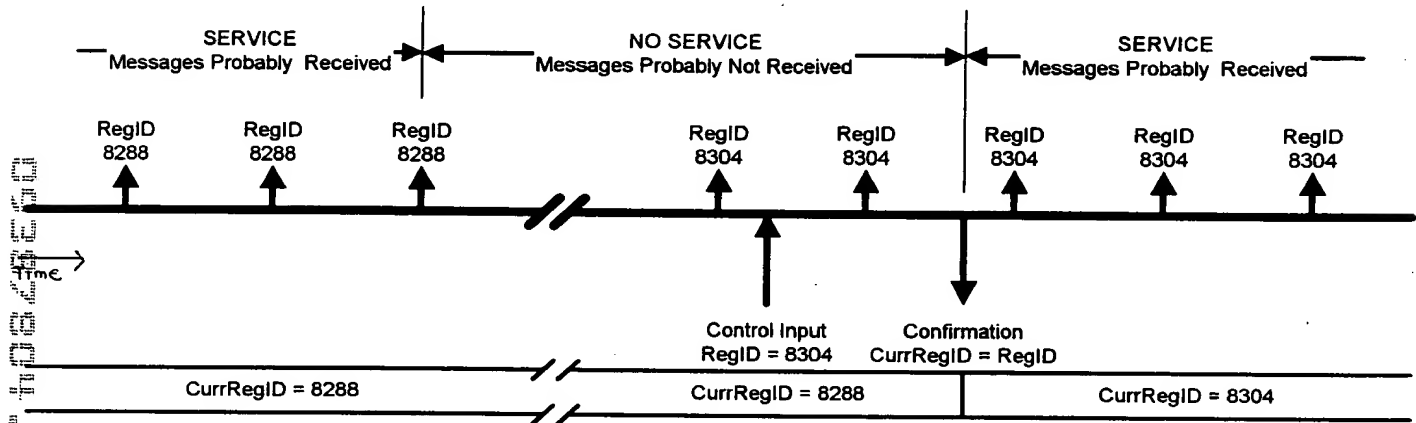 SERVICE
Messages Probably Received
NO SERVICE
Messages Probably Not Received
SERVICE
Messages Probably Received
RegID
8288
RegID
8288
RegID
8288
RegID
8304
RegID
8304
RegID
8304
RegID
8304
RegID
8304
Time
Control Input
RegID = 8304
Confirmation
CurrRegID = RegID
CurrRegID = 8288
CurrRegID = 8288
CurrRegID = 8304